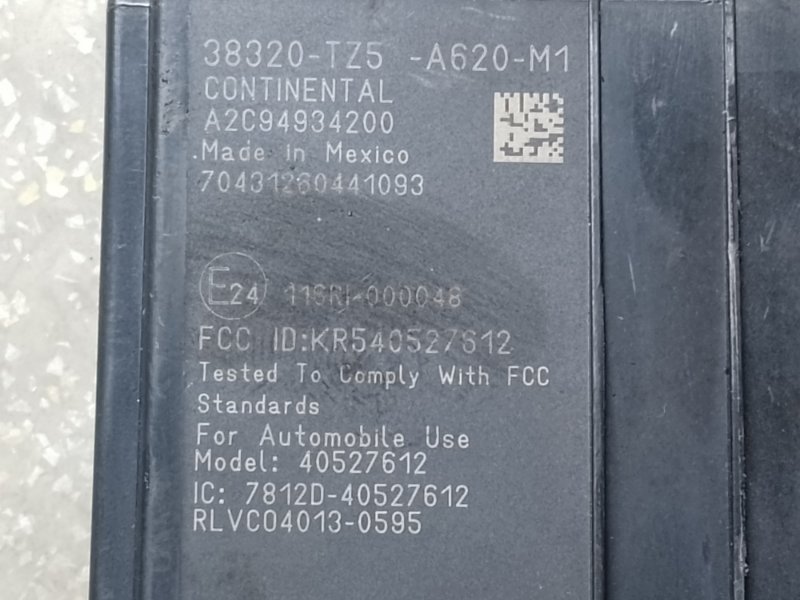 38320-TZ5 -A620-M1
CONTINENTAL
A2C94934200
.Made in Mexico
70431260441093
E24 11SRI-000048
FCC ID:KR540527612
Tested To Comply With FCC
Standards
For Automobile Use
Model: 40527612
IC: 7812D-40527612
RLVC04013-0595